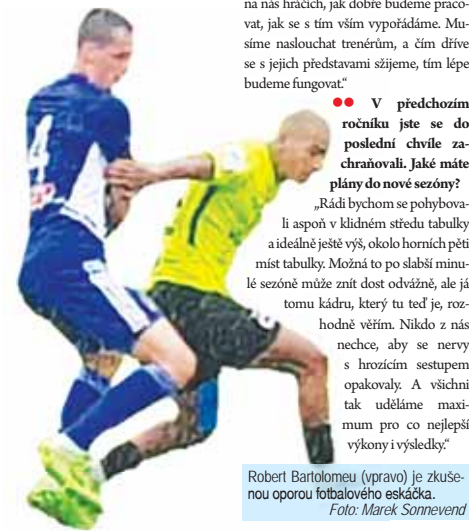 na nás hráčích, jak dobře budeme praco-
vat, jak se s tím vším vypořádáme. Mu-
síme naslouchat trenérům, a čím dříve
se s jejich představami sžijeme, tím lépe
budeme fungovat.“
●● V předchozím
ročníku jste se do
poslední chvíle za-
chraňovali. Jaké máte
plány do nové sezóny?
„Rádi bychom se pohybova-
li aspoň v klidném středu tabulky
a ideálně ještě výš, okolo horních pěti
míst tabulky. Možná to po slabší minu-
lé sezóně může znít dost odvážně, ale já
tomu kádru, který tu teď je, roz-
hodně věřím. Nikdo z nás
nechce, aby se nervy
s hrozícím sestupem
opakovaly. A všichni
tak uděláme maxi-
mum pro co nejlepší
výkony i výsledky.“
4
Robert Bartolomeu (vpravo) je zkuše-
nou oporou fotbalového eskáčka.
Foto: Marek Sonnevend